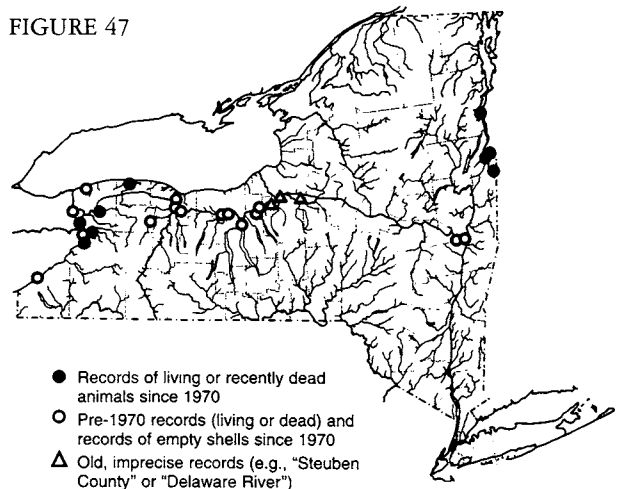 FIGURE 47
Records of living or recently dead
animals since 1970
Pre-1970 records (living or dead) and
records of empty shells since 1970
Old, imprecise records (e.g., "Steuben
County" or "Delaware River")